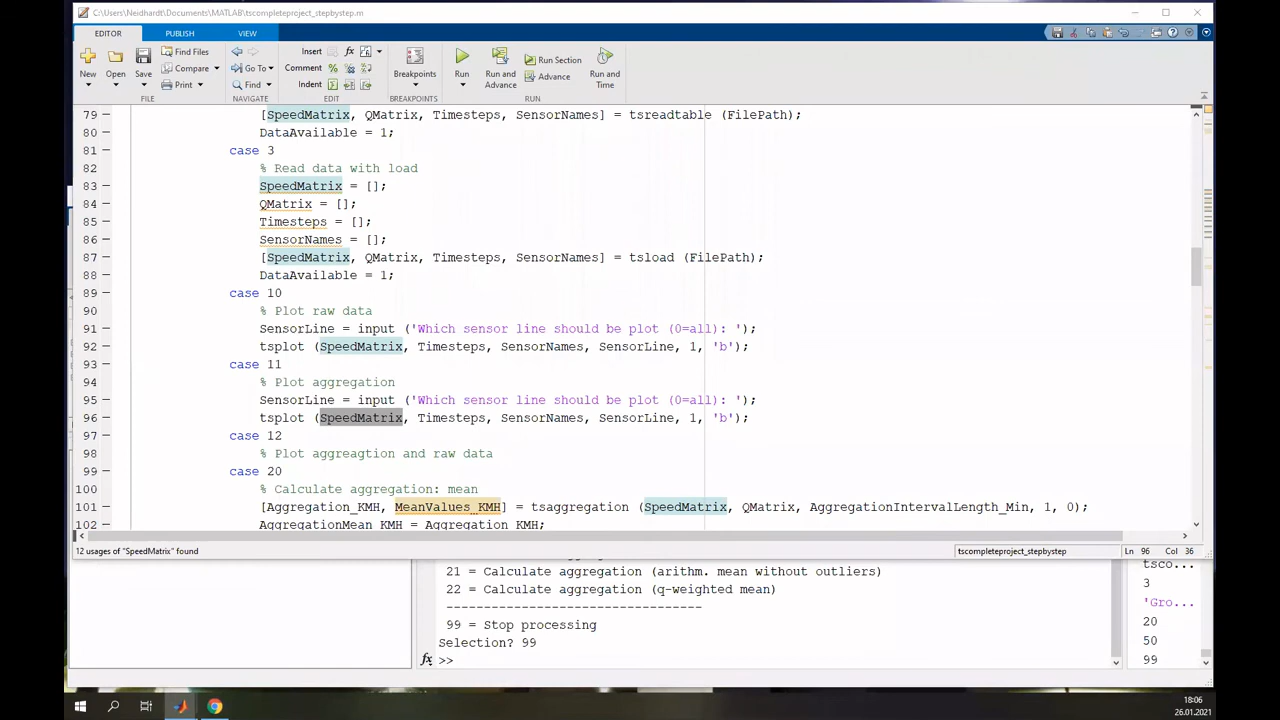 C:\Users\Neidhardt\Documents\MATLAB\tscompleteproject_stepbystep.m
EDITOR PUBLISH VIEW
New Open Save Find Files Compare Print Go To Find Insert Comment Indent fx Breakpoints Run Run and Advance Run Section Advance Run and Time
FILE NAVIGATE EDIT BREAKPOINTS RUN
79 [SpeedMatrix, QMatrix, Timesteps, SensorNames] = tsreadtable (FilePath);
80 DataAvailable = 1;
81 case 3
82 % Read data with load
83 SpeedMatrix = [];
84 QMatrix = [];
85 Timesteps = [];
86 SensorNames = [];
87 [SpeedMatrix, QMatrix, Timesteps, SensorNames] = tsload (FilePath);
88 DataAvailable = 1;
89 case 10
90 % Plot raw data
91 SensorLine = input ('Which sensor line should be plot (0=all): ');
92 tsplot (SpeedMatrix, Timesteps, SensorNames, SensorLine, 1, 'b');
93 case 11
94 % Plot aggregation
95 SensorLine = input ('Which sensor line should be plot (0=all): ');
96 tsplot (SpeedMatrix, Timesteps, SensorNames, SensorLine, 1, 'b');
97 case 12
98 % Plot aggreagtion and raw data
99 case 20
100 % Calculate aggregation: mean
101 [Aggregation_KMH, MeanValues_KMH] = tsaggregation (SpeedMatrix, QMatrix, AggregationIntervalLength_Min, 1, 0);
102 AggregationMean_KMH = Aggregation_KMH;
12 usages of "SpeedMatrix" found tscompleteproject_stepbystep Ln 96 Col 36
21 = Calculate aggregation (arithm. mean without outliers)
22 = Calculate aggregation (q-weighted mean)
---------------------------------
99 = Stop processing
Selection? 99
fx >>
tsco...
3
'Gro...
20
50
99
18:06
26.01.2021